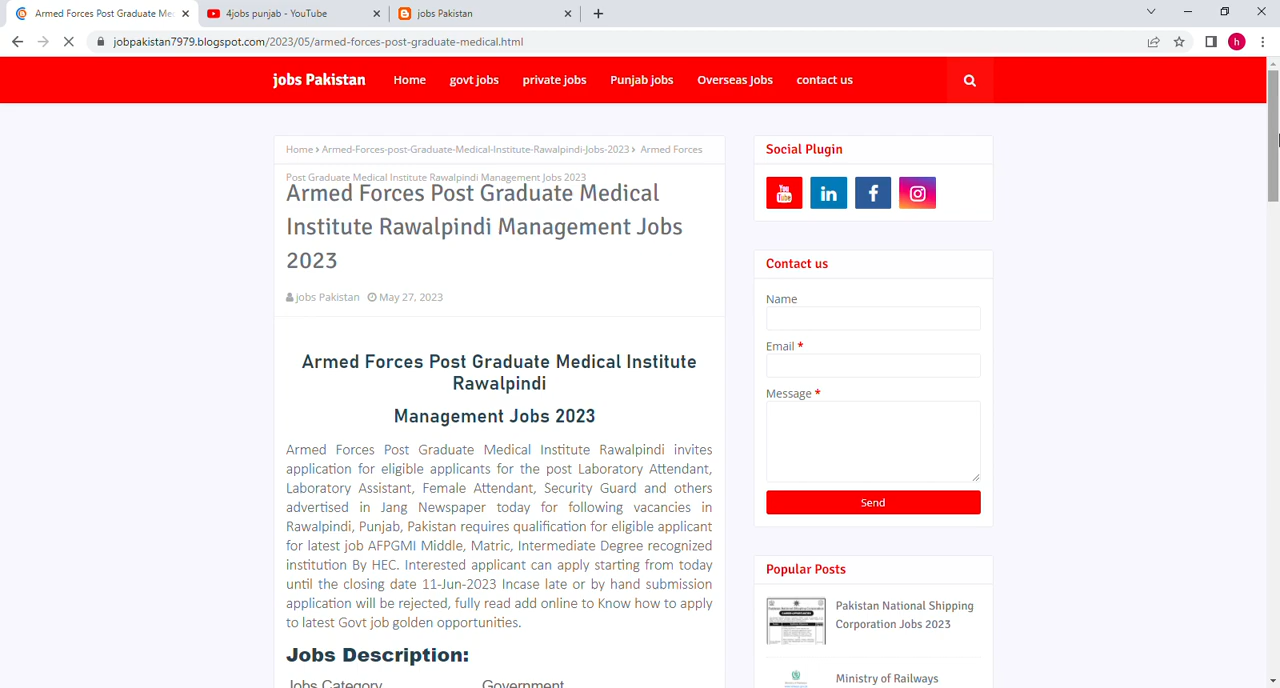 Armed Forces Post Graduate Me
4jobs punjab - YouTube
jobs Pakistan
jobpakistan7979.blogspot.com/2023/05/armed-forces-post-graduate-medical.html
h
jobs Pakistan Home govt jobs private jobs Punjab jobs Overseas Jobs contact us
Home › Armed-Forces-post-Graduate-Medical-Institute-Rawalpindi-Jobs-2023 › Armed Forces
Post Graduate Medical Institute Rawalpindi Management Jobs 2023
Armed Forces Post Graduate Medical
Institute Rawalpindi Management Jobs
2023
jobs Pakistan May 27, 2023
Armed Forces Post Graduate Medical Institute
Rawalpindi
Management Jobs 2023
Armed Forces Post Graduate Medical Institute Rawalpindi invites
application for eligible applicants for the post Laboratory Attendant,
Laboratory Assistant, Female Attendant, Security Guard and others
advertised in Jang Newspaper today for following vacancies in
Rawalpindi, Punjab, Pakistan requires qualification for eligible applicant
for latest job AFPGMI Middle, Matric, Intermediate Degree recognized
institution By HEC. Interested applicant can apply starting from today
until the closing date 11-Jun-2023 Incase late or by hand submission
application will be rejected, fully read add online to Know how to apply
to latest Govt job golden opportunities.
Jobs Description:
Jobs Category Government
Social Plugin
You Tube
in
f
Contact us
Name
Email *
Message *
Send
Popular Posts
Pakistan National Shipping
Corporation Jobs 2023
Ministry of Railways